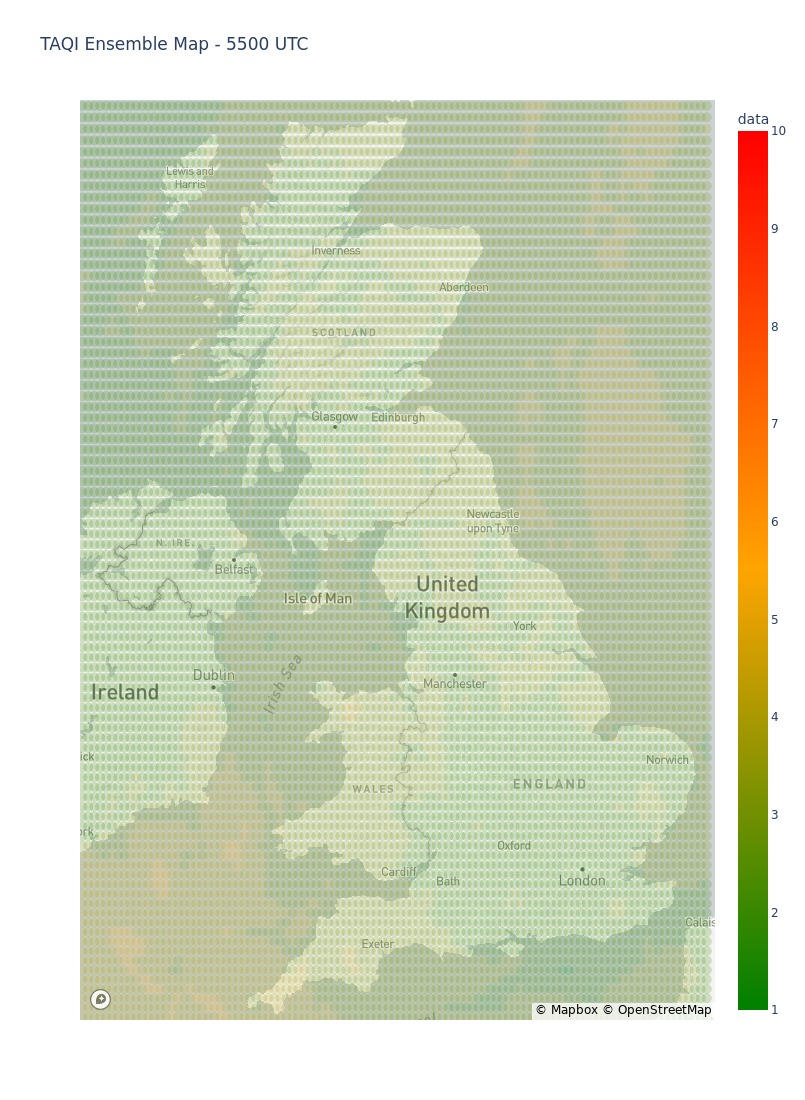 TAQI Ensemble Map - 5500 UTC
data
10
9
8
7
6
5
4
3
2
1
Lewis and
Harris
Inverness
Aberdeen
SCOTLAND
Glasgow
Edinburgh
Newcastle
upon Tyne
N. IRE.
Belfast
Isle of Man
United
Kingdom
York
Dublin
Irish Sea
Manchester
Ireland
ick
Norwich
WALES
ENGLAND
rk
Oxford
Cardiff
Bath
London
Calais
Exeter
© Mapbox © OpenStreetMap